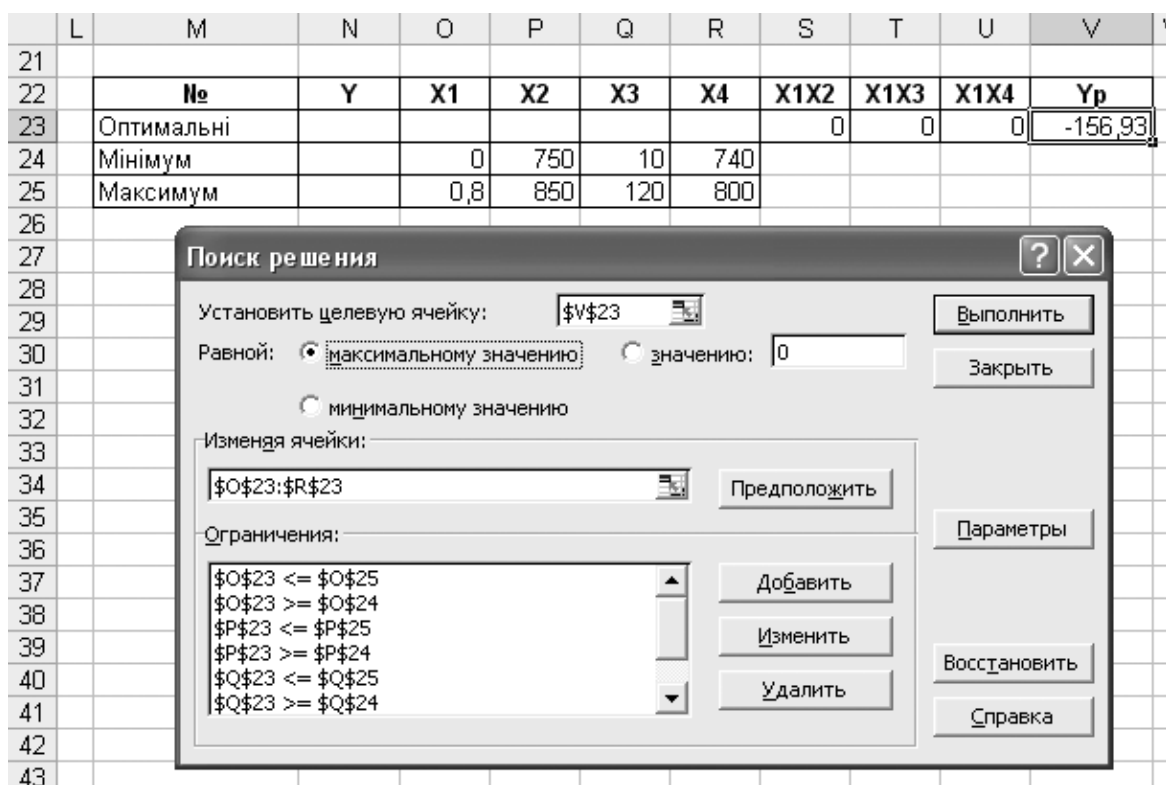 L M N O P Q R S T U V
21
22 № Y X1 X2 X3 X4 X1X2 X1X3 X1X4 Yp
23 Оптимальні 0 0 0 -156,93
24 Мінімум 0 750 10 740
25 Максимум 0,8 850 120 800
26
27 Поиск решения
28
29 Установить целевую ячейку: $V$23 Выполнить
30 Равной: максимальному значению значению: 0 Закрыть
31
32 минимальному значению
33 Изменяя ячейки:
34 $O$23:$R$23 Предположить
35 Параметры
36 Ограничения:
37 $O$23 <= $O$25 Добавить
38 $O$23 >= $O$24
$P$23 <= $P$25 Изменить
39 $P$23 >= $P$24 Восстановить
40 $Q$23 <= $Q$25 Удалить
41 $Q$23 >= $Q$24 Справка
42
43